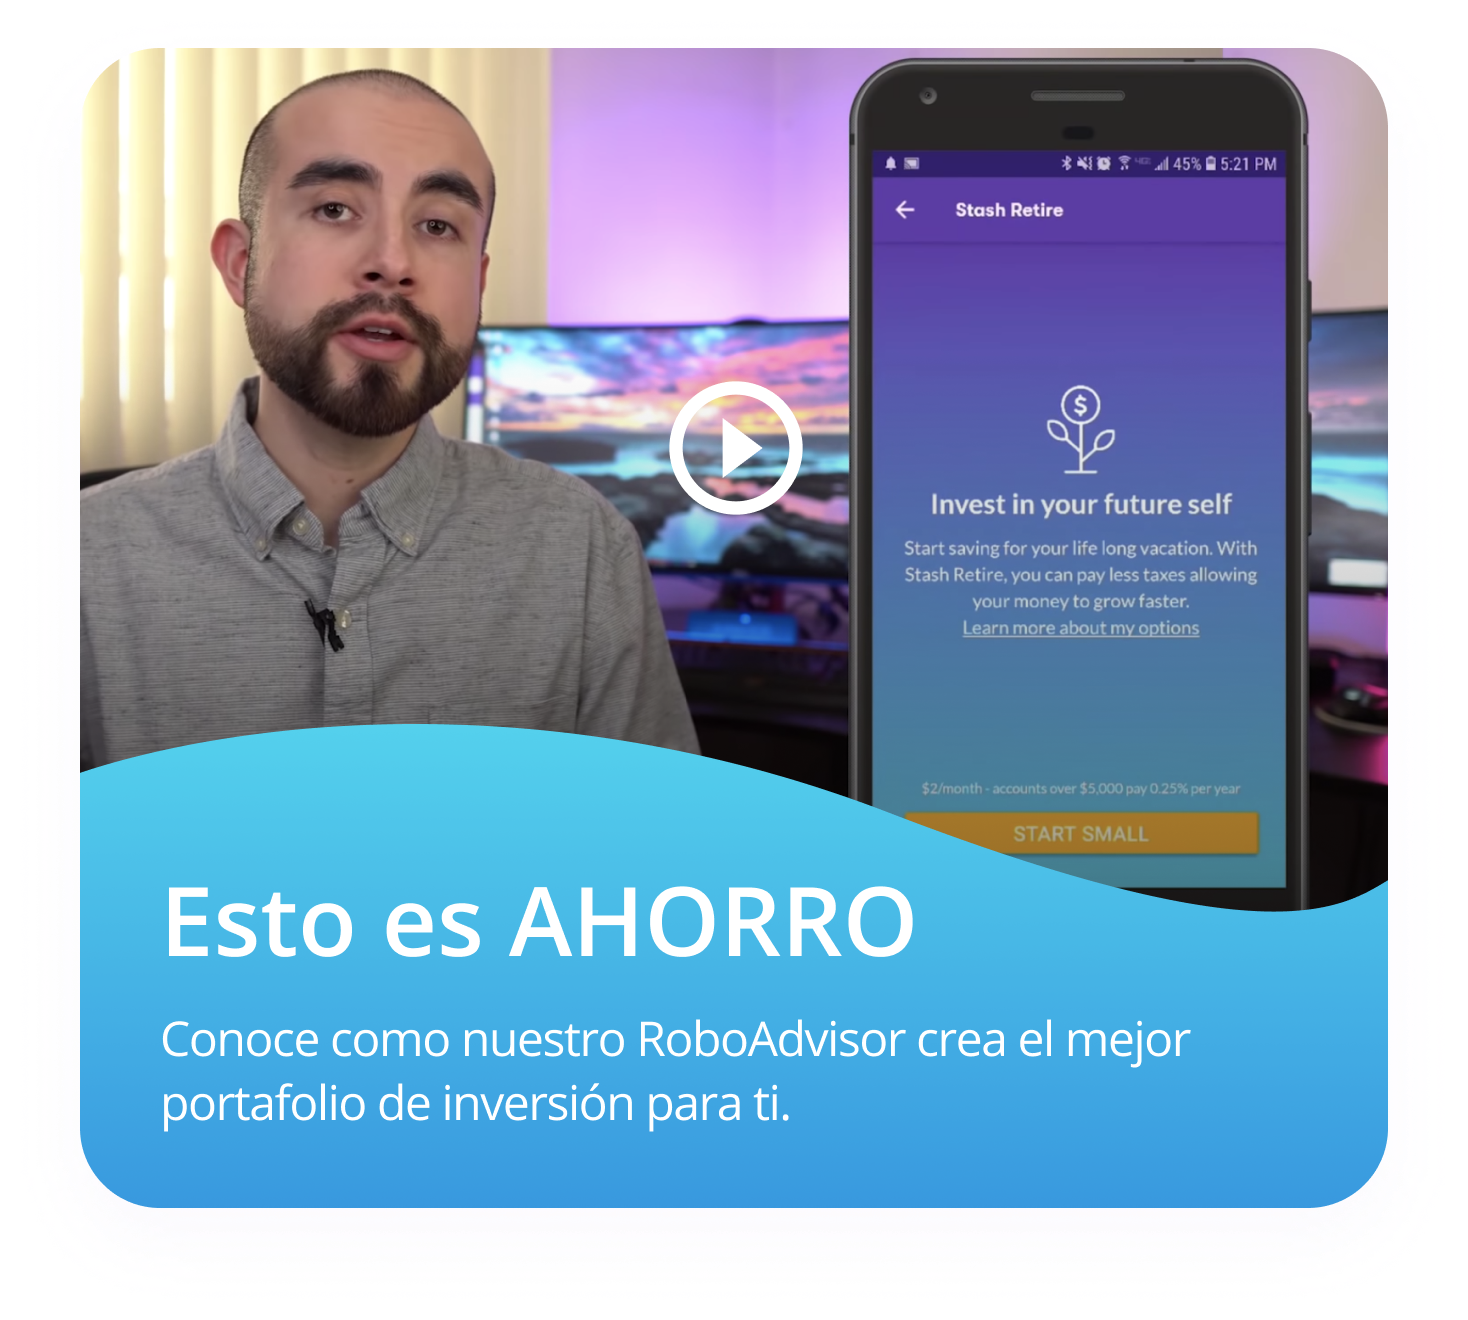 45% 5:21 PM
Stash Retire
Invest in your future self
Start saving for your life long vacation. With
Stash Retire, you can pay less taxes allowing
your money to grow faster.
Learn more about my options
$2/month - accounts over $5,000 pay 0.25% per year
START SMALL
Esto es AHORRO
Conoce como nuestro RoboAdvisor crea el mejor
portafolio de inversión para ti.